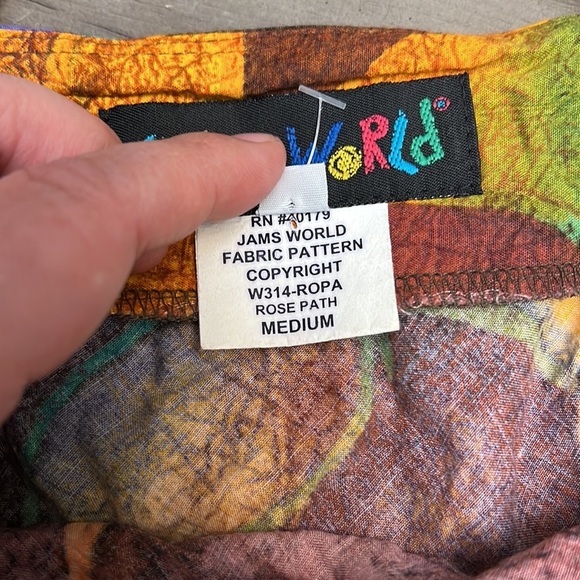 WoRLd®
RN #40179
JAMS WORLD
FABRIC PATTERN
COPYRIGHT
W314-ROPA
ROSE PATH
MEDIUM